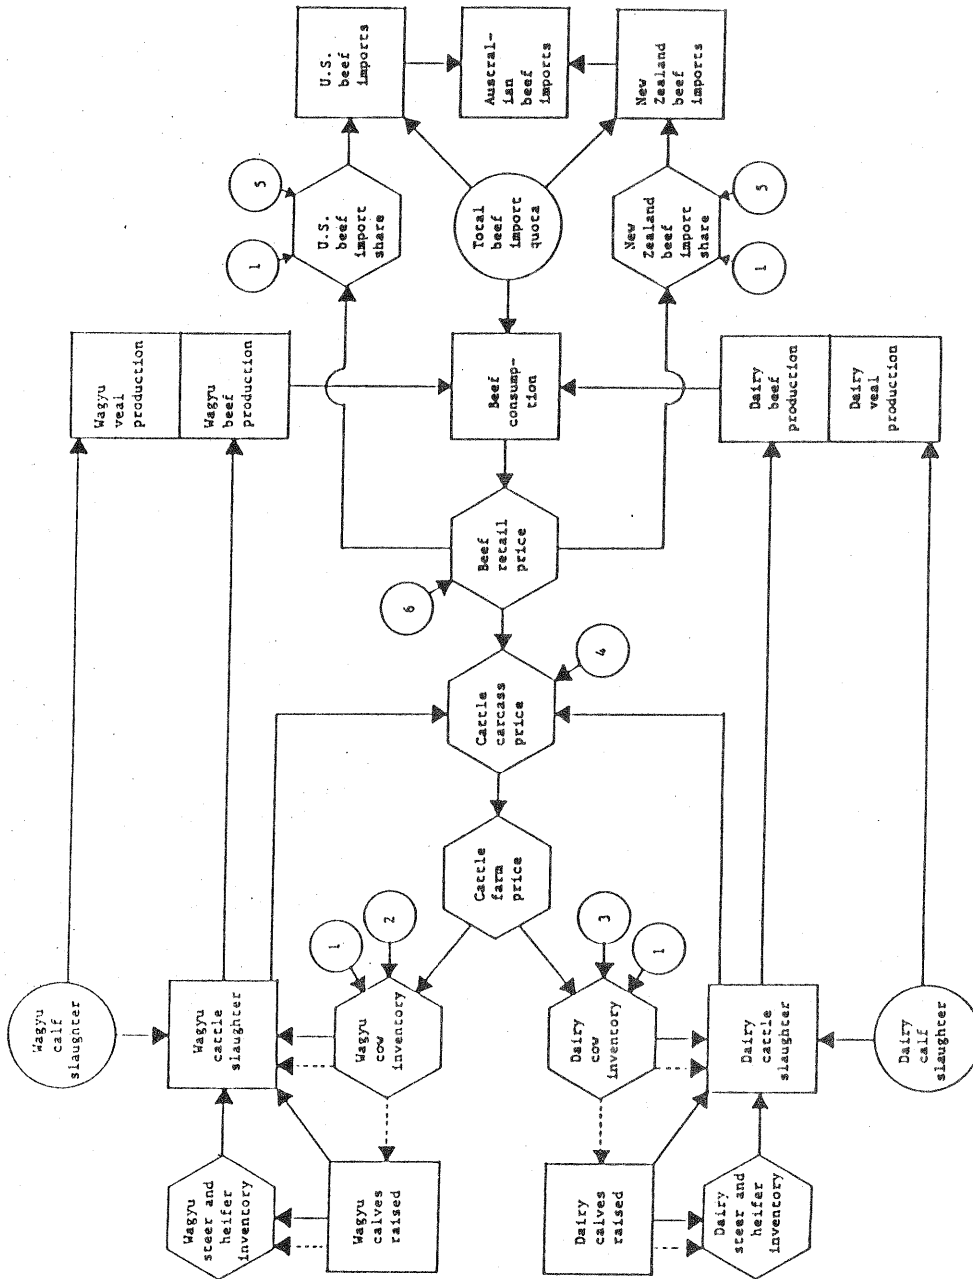 U.S.
beef
imports
Austral-
ian
beef
imports
New
Zealand
beef
imports
5
1
U.S.
beef
import
share
Total
beef
import
quota
New
Zealand
beef
import
share
5
1
Wagyu
veal
production
Wagyu
beef
production
Beef
consump-
tion
Dairy
beef
production
Dairy
veal
production
Beef
retail
price
6
Cattle
carcass
price
4
Cattle
farm
price
1
2
3
1
Wagyu
calf
slaughter
Wagyu
cattle
slaughter
Wagyu
cow
inventory
Dairy
cow
inventory
Dairy
cattle
slaughter
Dairy
calf
slaughter
Wagyu
steer and
heifer
inventory
Wagyu
calves
raised
Dairy
calves
raised
Dairy
steer and
heifer
inventory